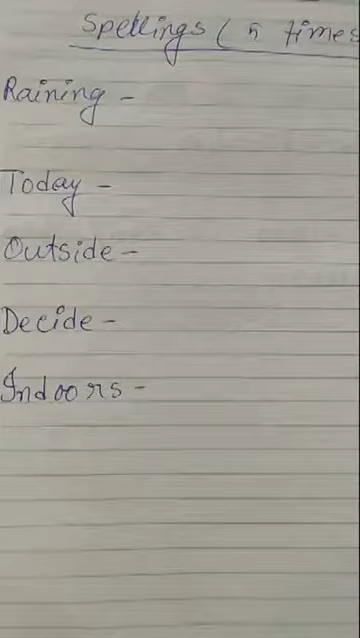 Spellings ( 5 times
Raining -
Today -
Outside -
Decide -
Indoors -